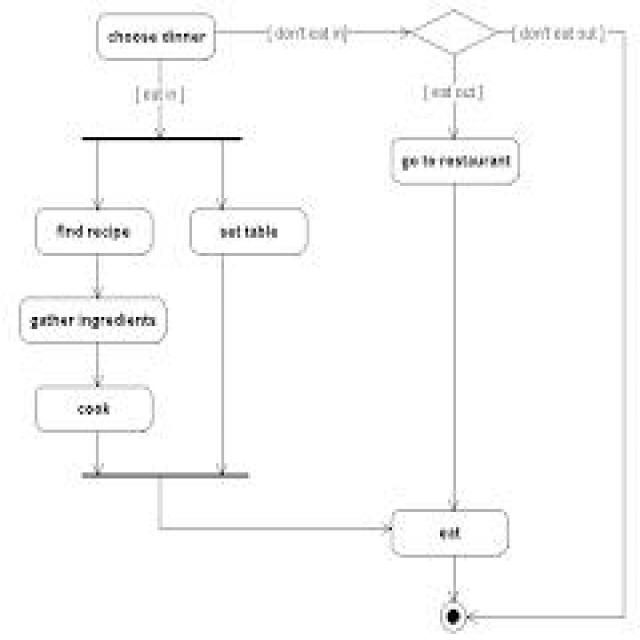 choose dinner
[ don't eat in]
[ don't eat out ]
[ eat in ]
[ eat out ]
go to restaurant
find recipe
set table
gather ingredients
cook
eat